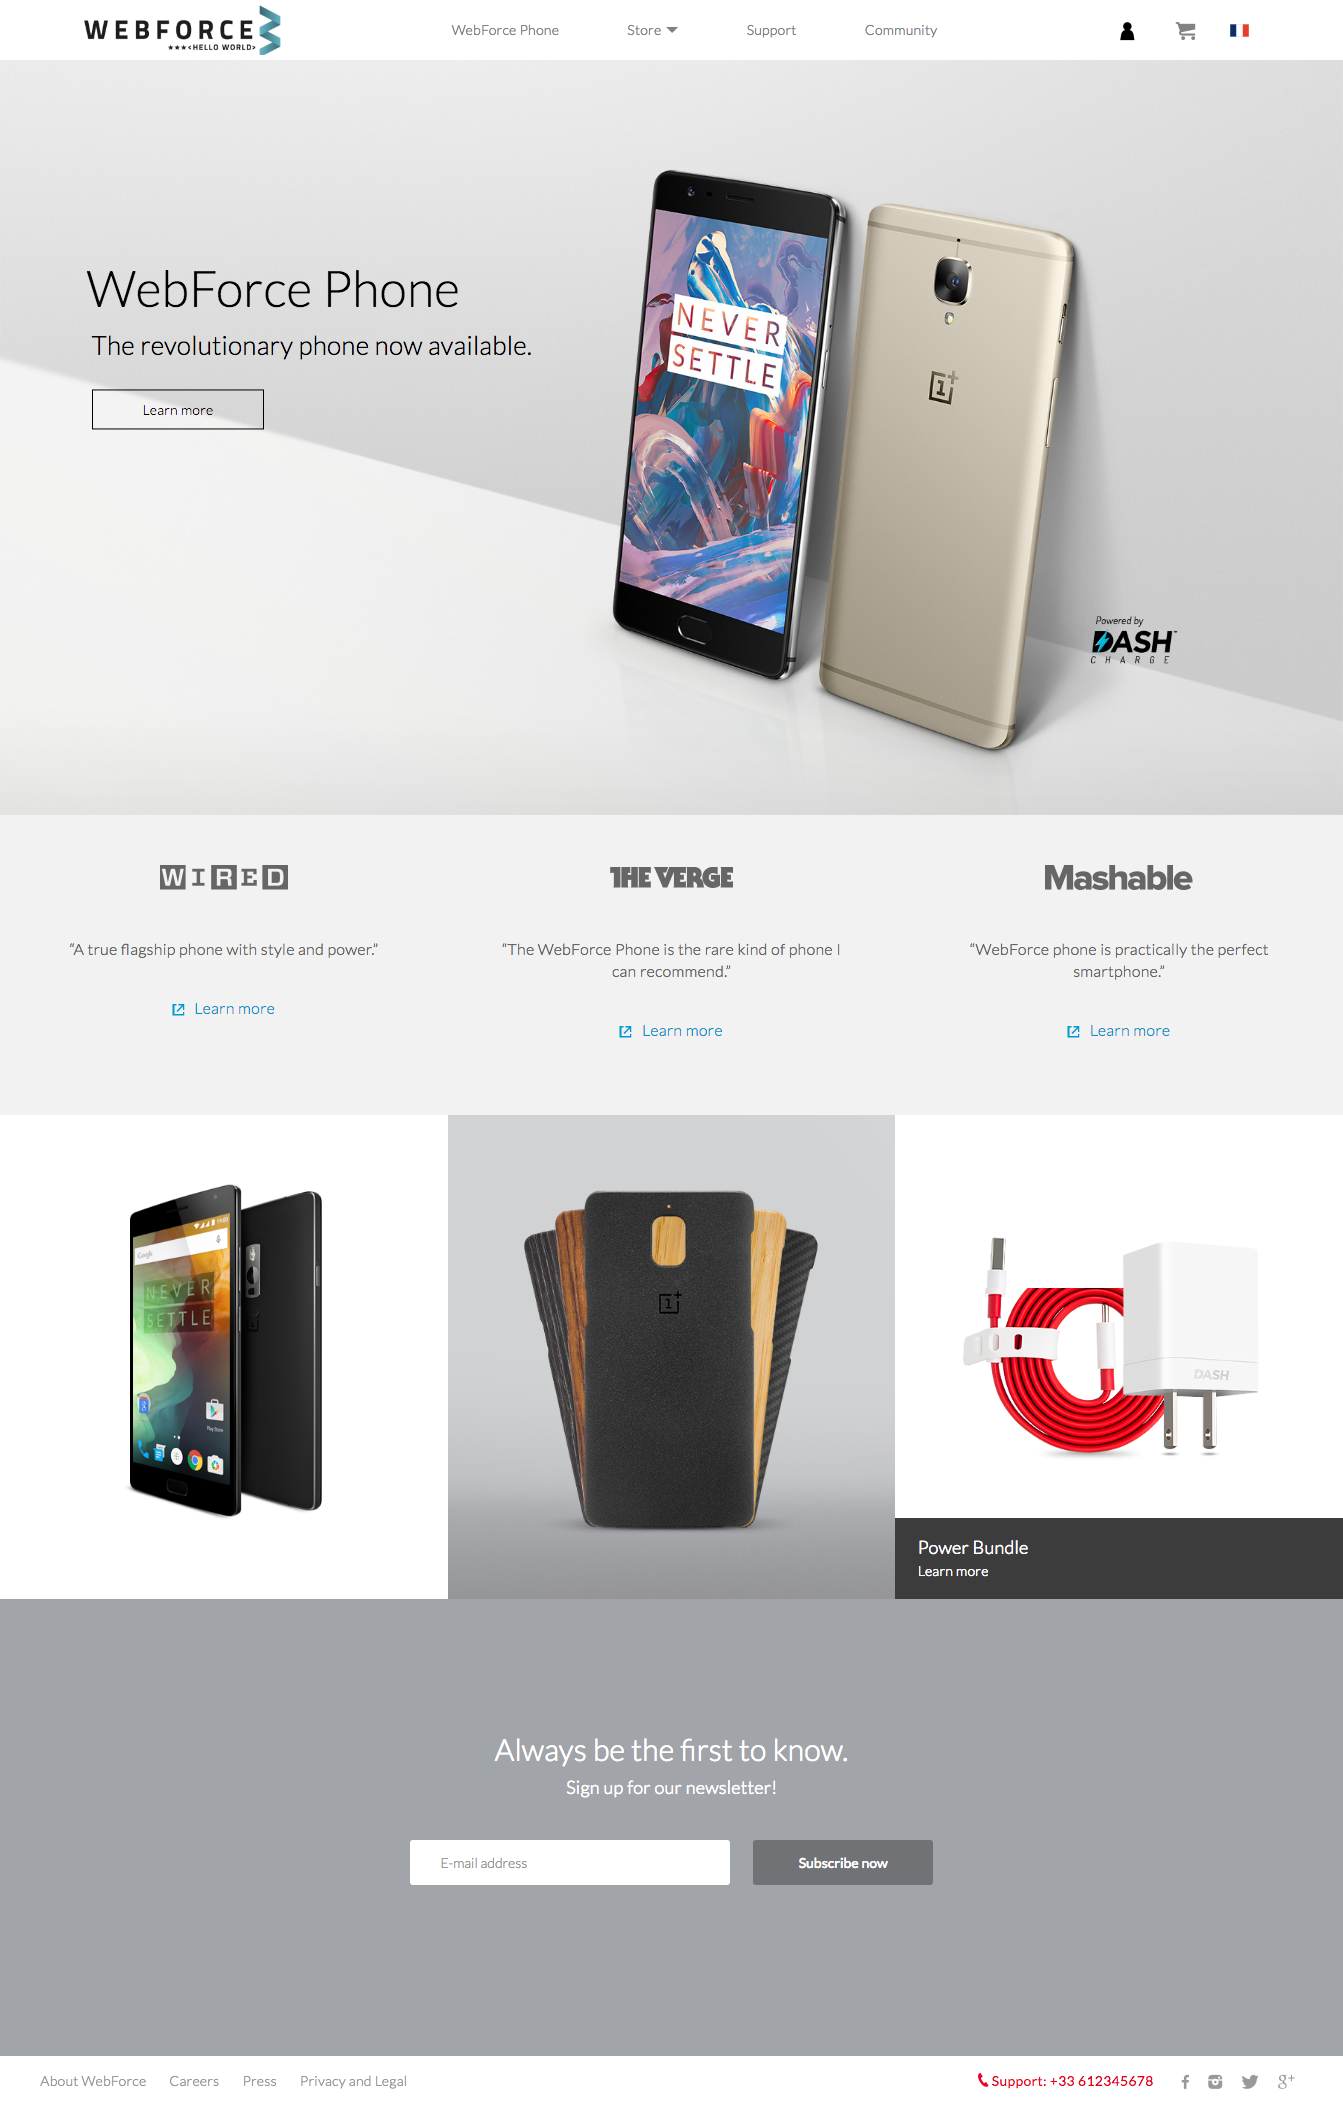 WEBFORCE
***<HELLO WORLD>
WebForce Phone
Store
Support
Community
WebForce Phone
The revolutionary phone now available.
Learn more
NEVER
SETTLE
Powered by
DASH
CHARGE
WIRED
THE VERGE
Mashable
“A true flagship phone with style and power.”
“The WebForce Phone is the rare kind of phone I
can recommend.”
“WebForce phone is practically the perfect
smartphone.”
Learn more
Learn more
Learn more
Google
NEVER
SETTLE
Play Store
DASH
Power Bundle
Learn more
Always be the first to know.
Sign up for our newsletter!
E-mail address
Subscribe now
About WebForce
Careers
Press
Privacy and Legal
Support: +33 612345678